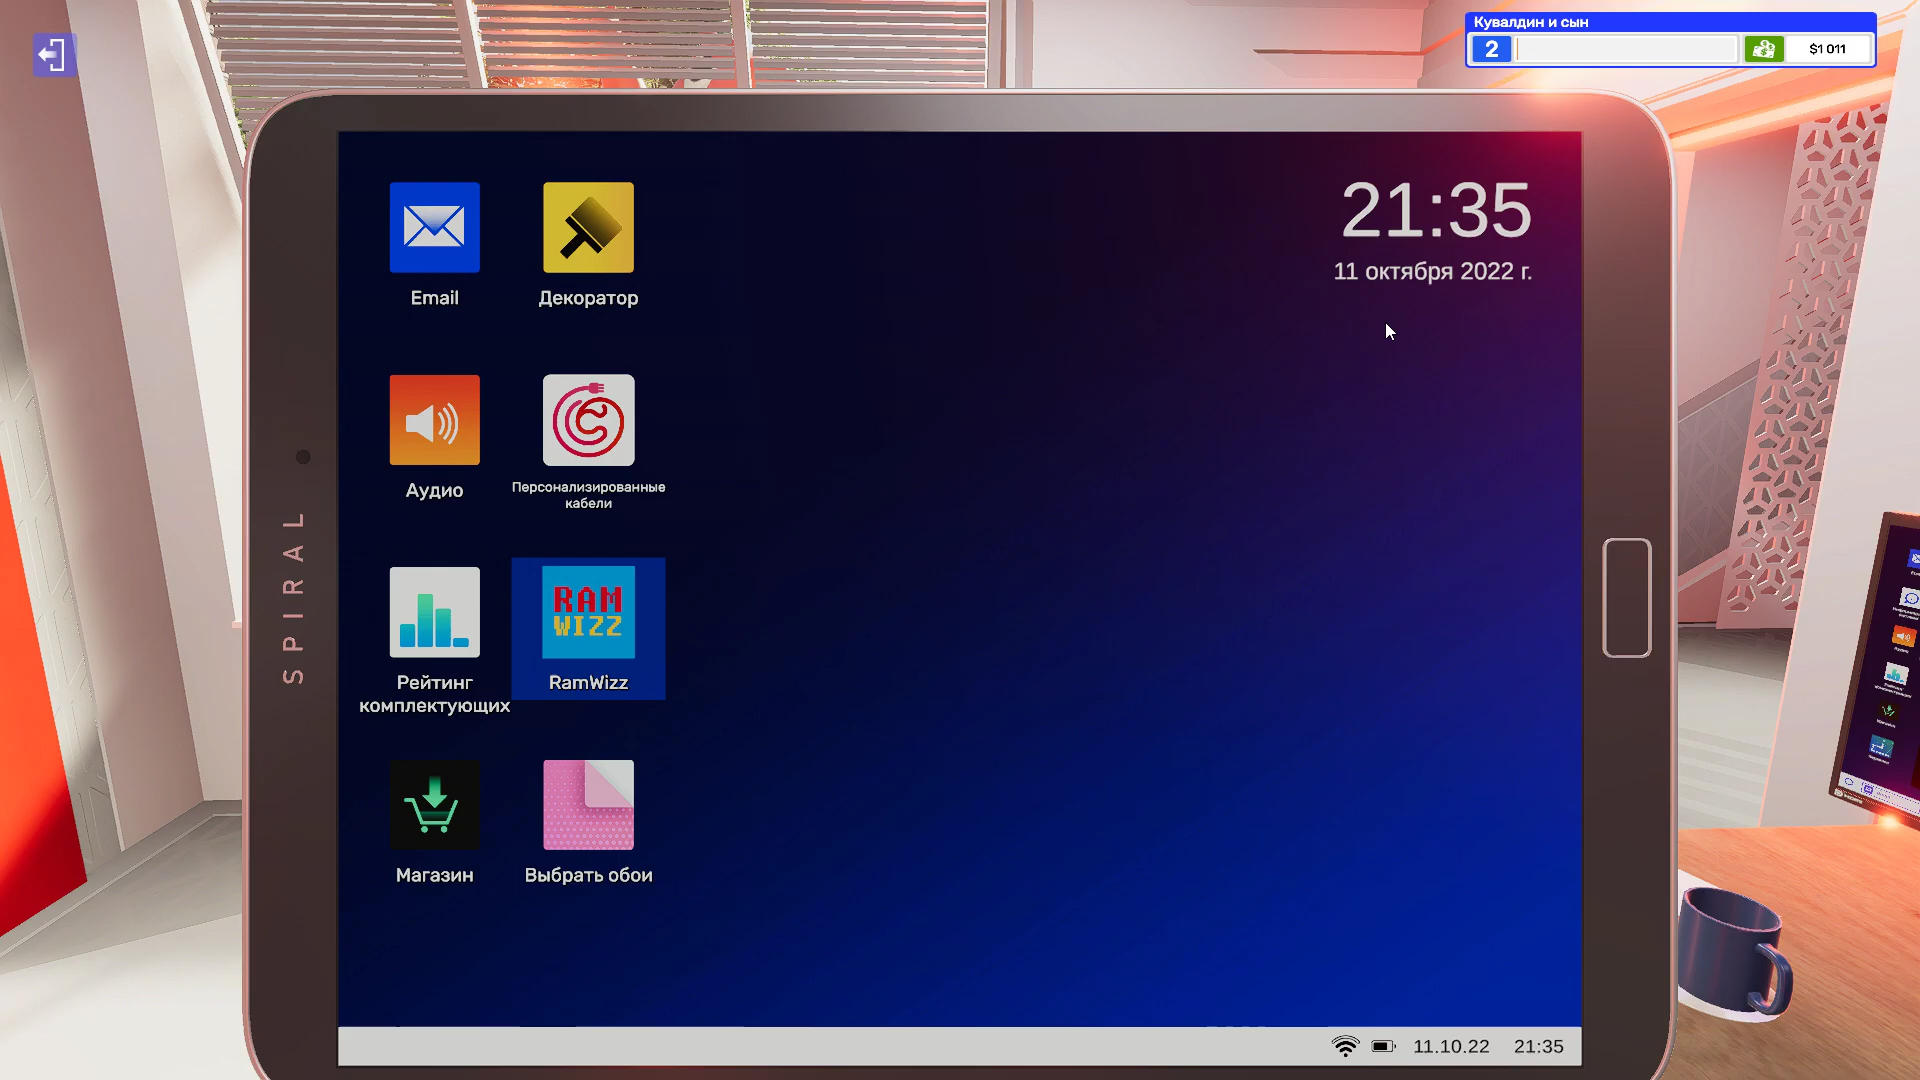 Кувалдин и сын
2
$1 011
21:35
11 октября 2022 г.
Email
Декоратор
Аудио
Персонализированные
кабели
SPIRAL
RAM
WIZZ
Рейтинг
комплектующих
RamWizz
Магазин
Выбрать обои
11.10.22
21:35